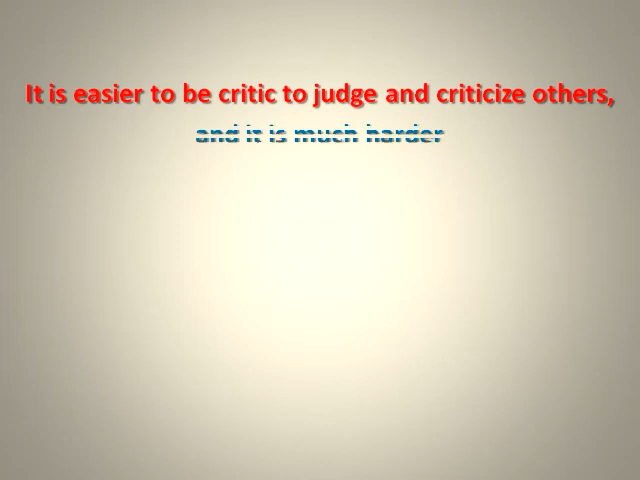 It is easier to be critic to judge and criticize others,
and it is much harder